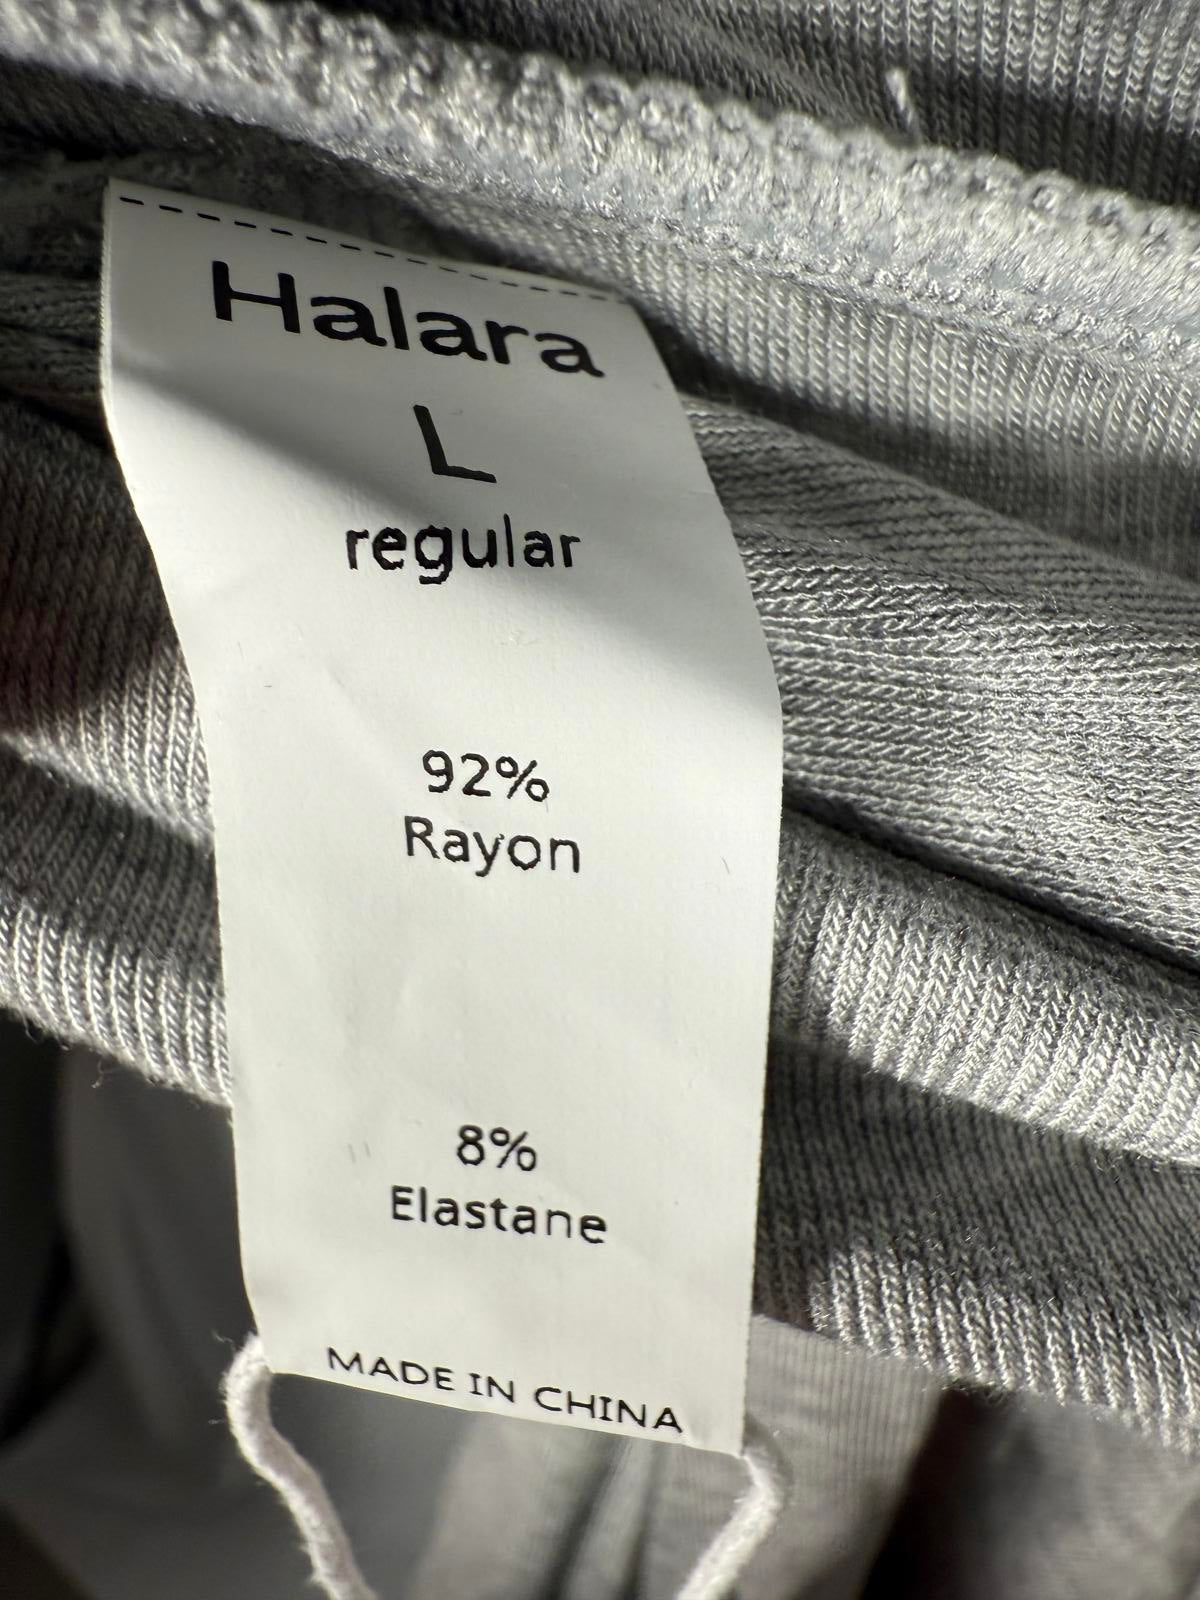 Halara
L
regular
92%
Rayon
8%
Elastane
MADE IN CHINA